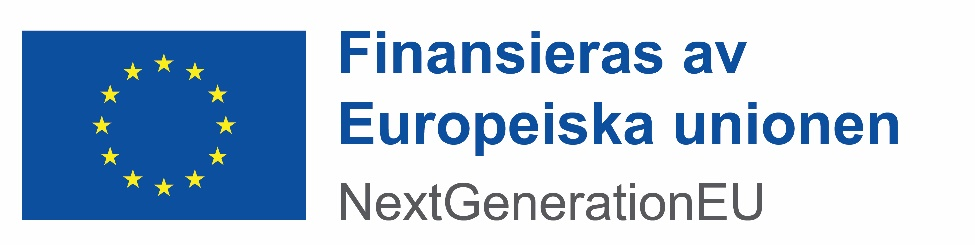 Finansieras av
Europeiska unionen
NextGenerationEU